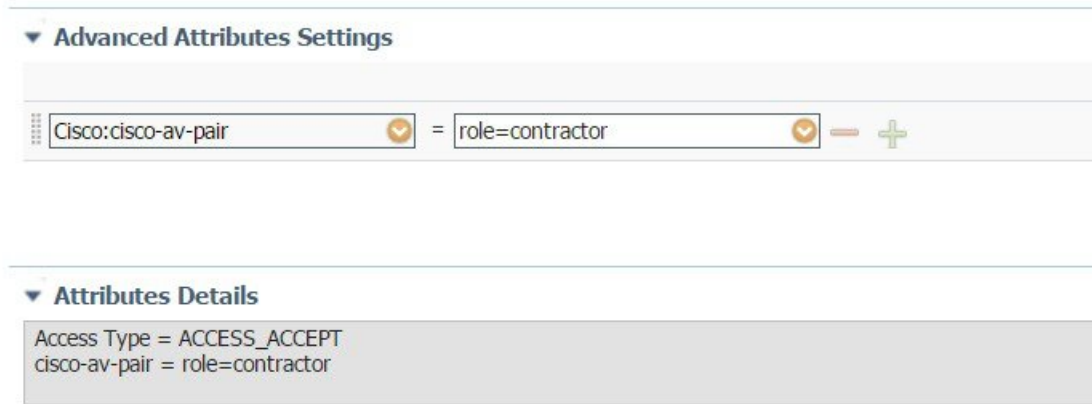 Advanced Attributes Settings
Cisco:cisco-av-pair = role=contractor
Attributes Details
Access Type = ACCESS_ACCEPT
cisco-av-pair = role=contractor